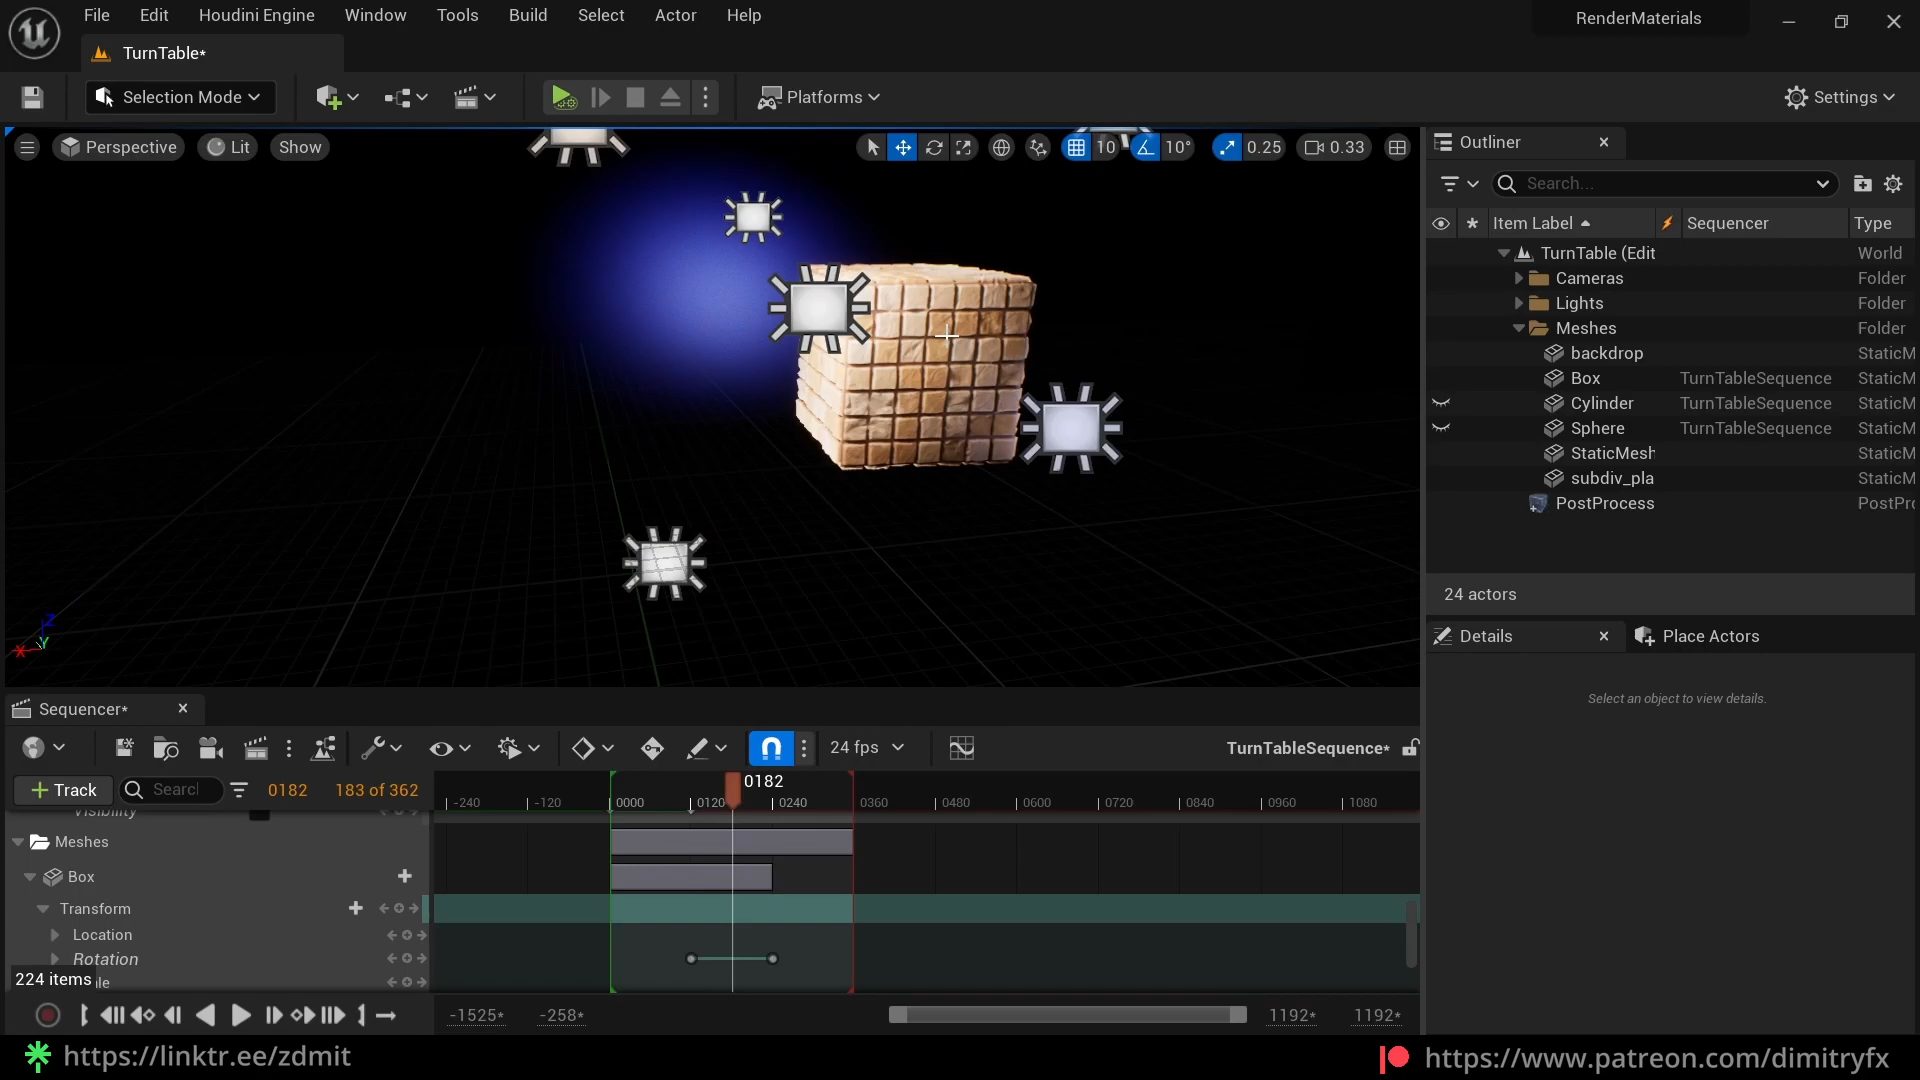 File Edit Houdini Engine Window Tools Build Select Actor Help
RenderMaterials
TurnTable*
Selection Mode
Platforms
Settings
Perspective Lit Show
10 10° 0.25 0.33
Z
X Y
Outliner
Search...
Item Label Sequencer Type
TurnTable (Edit World
Cameras Folder
Lights Folder
Meshes Folder
backdrop StaticM
Box TurnTableSequence StaticM
Cylinder TurnTableSequence StaticM
Sphere TurnTableSequence StaticM
StaticMesh StaticM
subdiv_pla StaticM
PostProcess PostPro
24 actors
Details Place Actors
Select an object to view details.
Sequencer*
24 fps
TurnTableSequence*
Track Search 0182 183 of 362
0182
-240 -120 0000 0120 0240 0360 0480 0600 0720 0840 0960 1080
Visibility
Meshes
Box
Transform
Location
Rotation
224 items le
-1525* -258* 1192* 1192*
https://linktr.ee/zdmit
https://www.patreon.com/dimitryfx